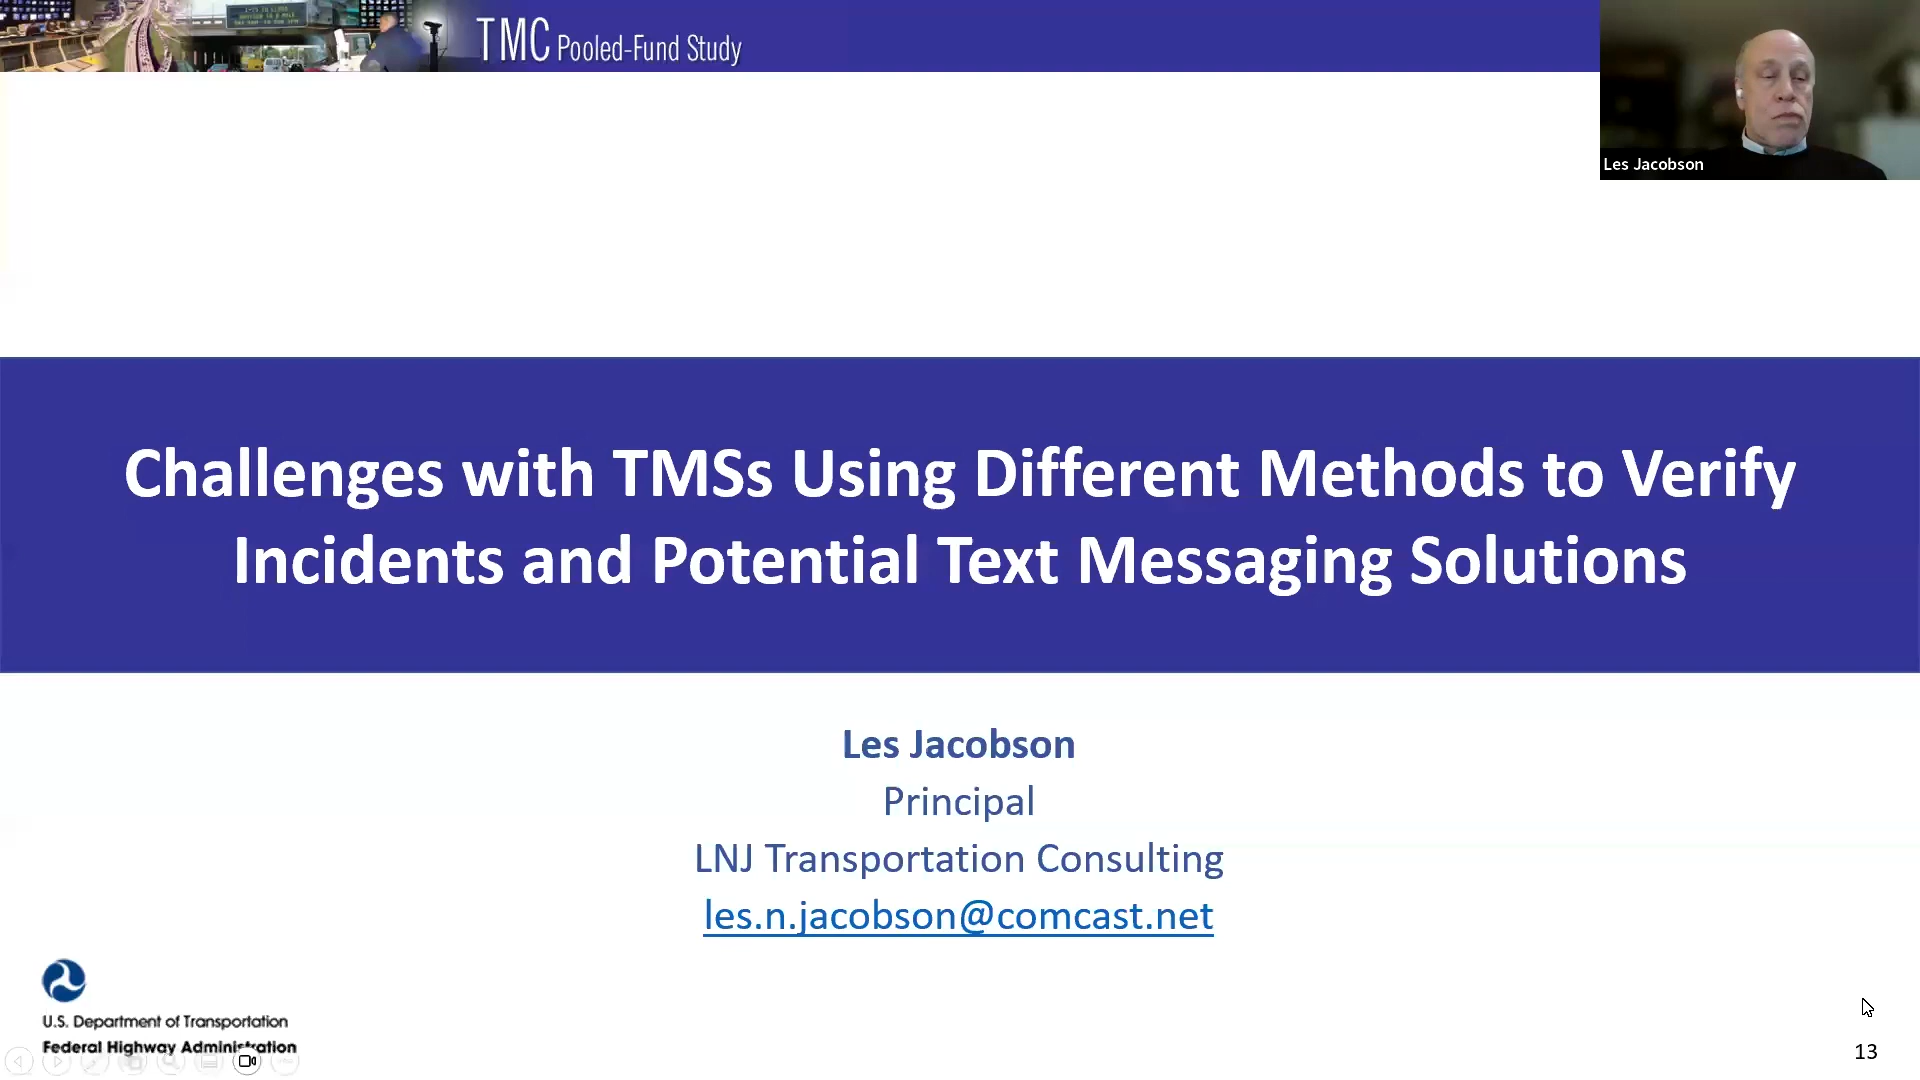 TMC Pooled-Fund Study
Les Jacobson
Challenges with TMSs Using Different Methods to Verify
Incidents and Potential Text Messaging Solutions
Les Jacobson
Principal
LNJ Transportation Consulting
les.n.jacobson@comcast.net
U.S. Department of Transportation
Federal Highway Administration
13